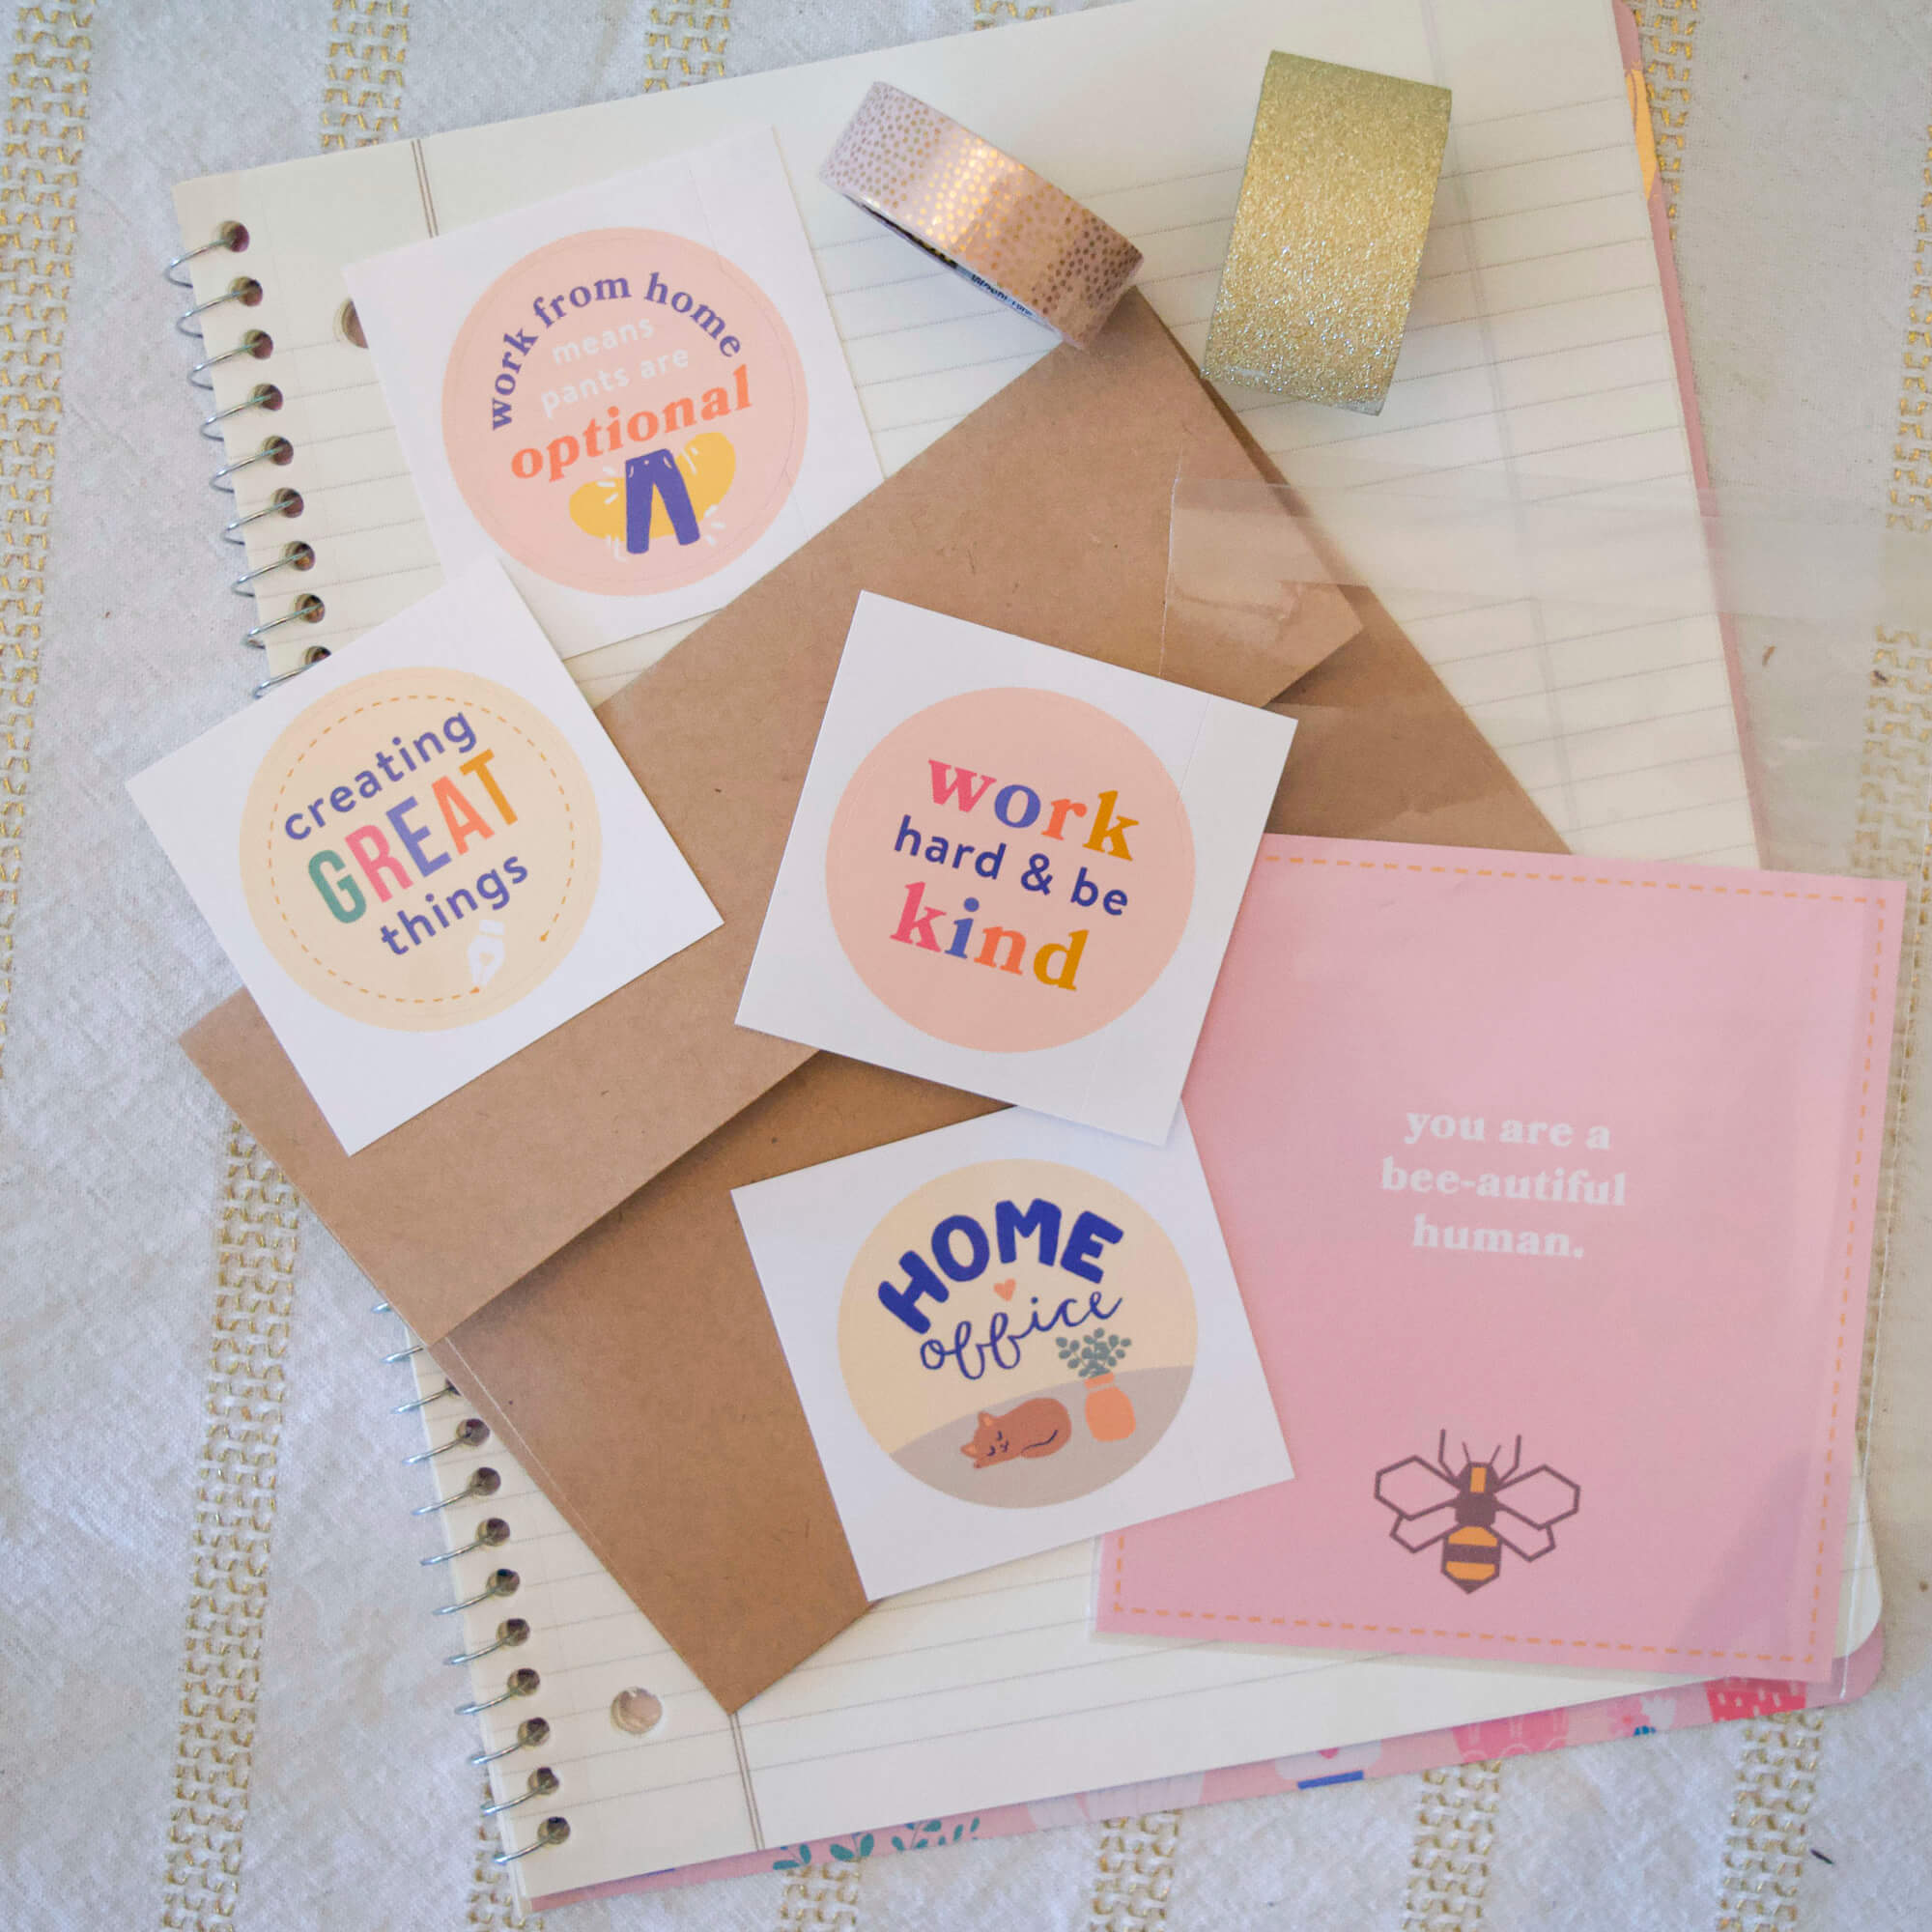 work from home
means
pants are
optional
creating
GREAT
things
work
hard & be
kind
HOME
office
you are a
bee-autiful
human.